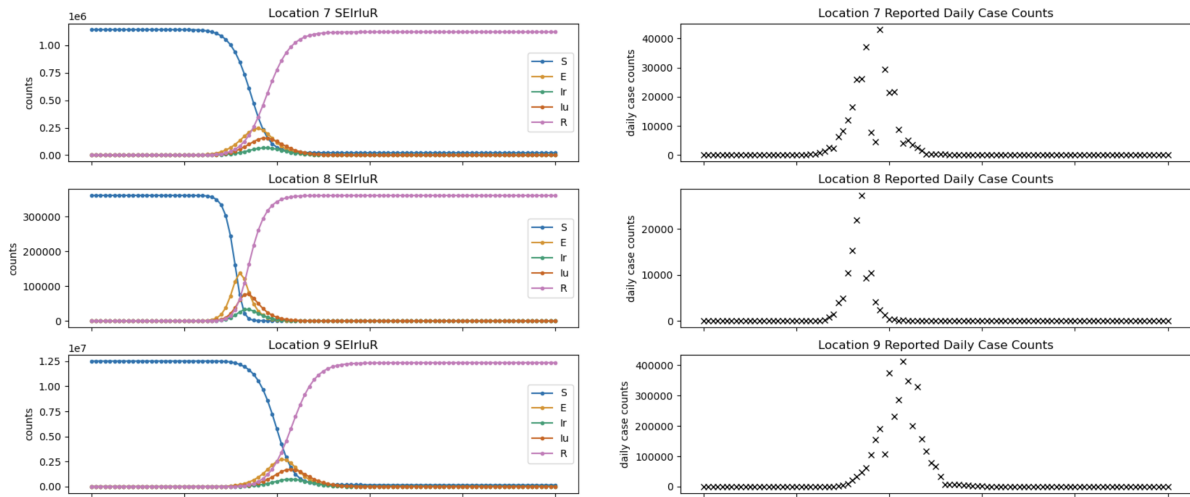 Location 7 SEIrIuR
1e6
counts
1.00
0.75
0.50
0.25
0.00
S
E
Ir
Iu
R
Location 7 Reported Daily Case Counts
daily case counts
40000
30000
20000
10000
0
Location 8 SEIrIuR
counts
300000
200000
100000
0
S
E
Ir
Iu
R
Location 8 Reported Daily Case Counts
daily case counts
20000
10000
0
Location 9 SEIrIuR
1e7
counts
1.25
1.00
0.75
0.50
0.25
0.00
S
E
Ir
Iu
R
Location 9 Reported Daily Case Counts
daily case counts
400000
300000
200000
100000
0